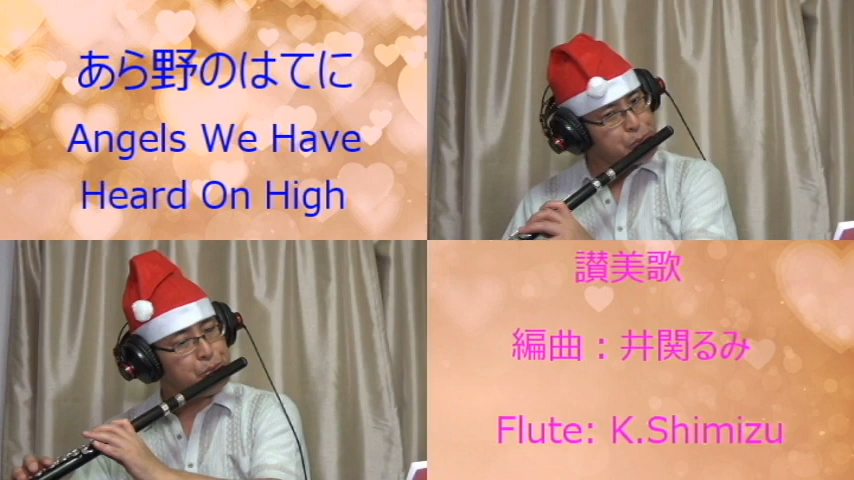 あら野のはてに
Angels We Have
Heard On High
讃美歌
編曲：井関るみ
Flute: K.Shimizu